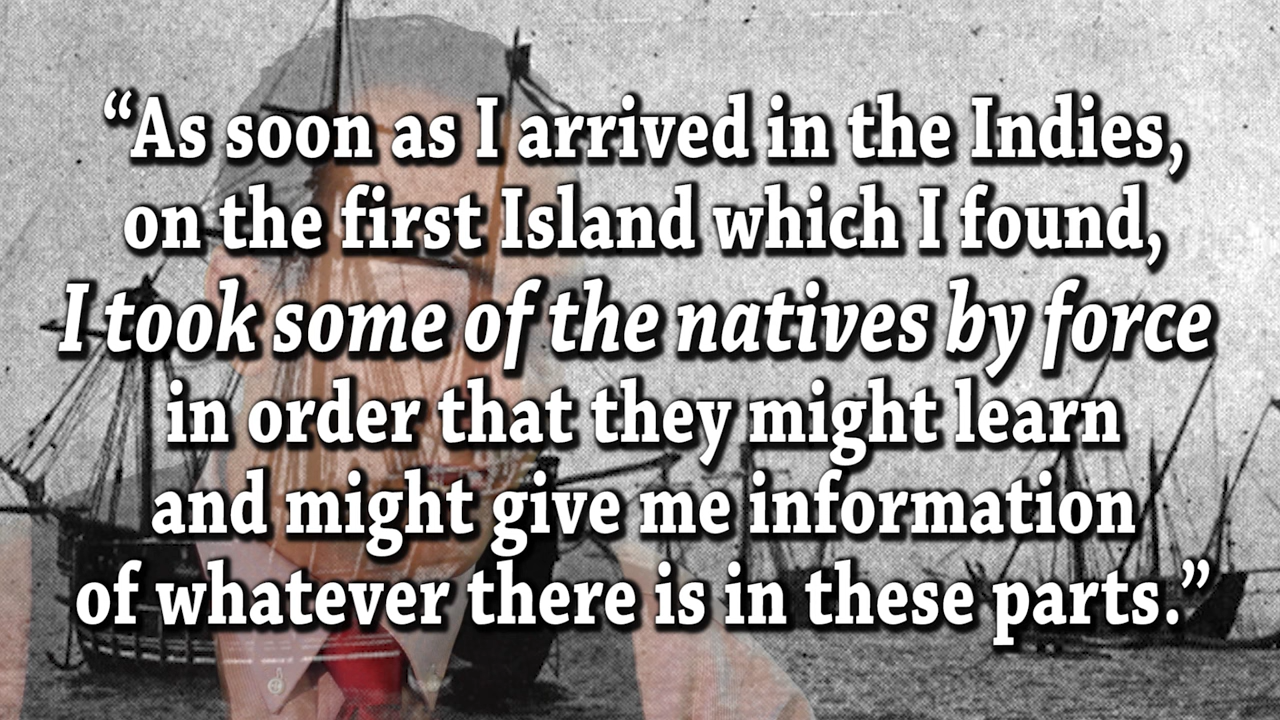 “As soon as I arrived in the Indies,
on the first Island which I found,
I took some of the natives by force
in order that they might learn
and might give me information
of whatever there is in these parts.”